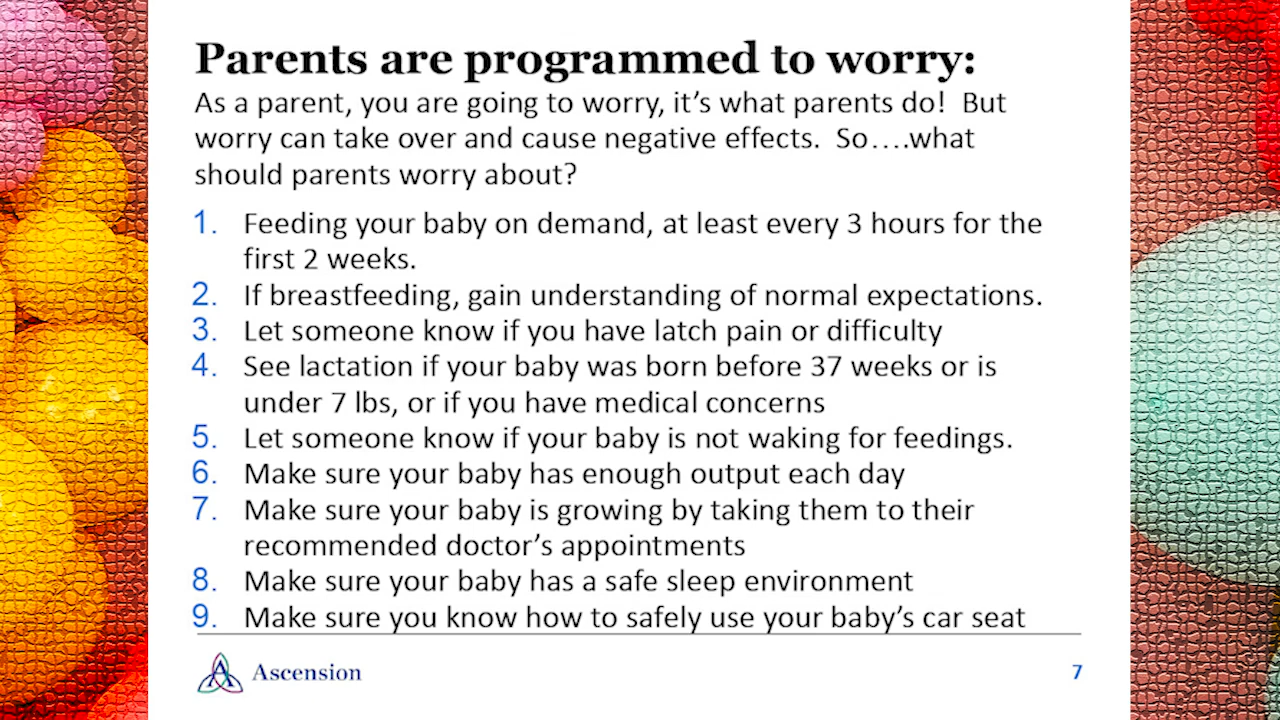 Parents are programmed to worry:
As a parent, you are going to worry, it's what parents do!  But
worry can take over and cause negative effects.  So....what
should parents worry about?
1. Feeding your baby on demand, at least every 3 hours for the
first 2 weeks.
2. If breastfeeding, gain understanding of normal expectations.
3. Let someone know if you have latch pain or difficulty
4. See lactation if your baby was born before 37 weeks or is
under 7 lbs, or if you have medical concerns
5. Let someone know if your baby is not waking for feedings.
6. Make sure your baby has enough output each day
7. Make sure your baby is growing by taking them to their
recommended doctor's appointments
8. Make sure your baby has a safe sleep environment
9. Make sure you know how to safely use your baby's car seat
Ascension
7